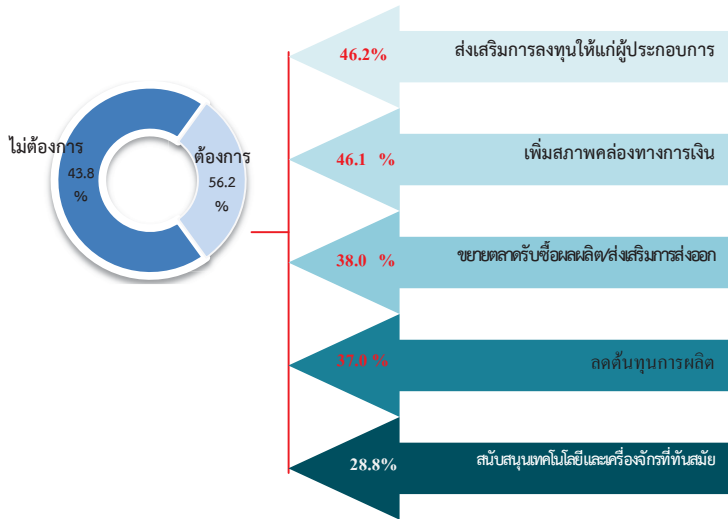 ไม่ต้องการ
43.8
%
ต้องการ
56.2
%
46.2% ส่งเสริมการลงทุนให้แก่ผู้ประกอบการ
46.1 % เพิ่มสภาพคล่องทางการเงิน
38.0 % ขยายตลาดรับซื้อผลผลิต/ส่งเสริมการส่งออก
37.0 % ลดต้นทุนการผลิต
28.8% สนับสนุนเทคโนโลยีและเครื่องจักรที่ทันสมัย